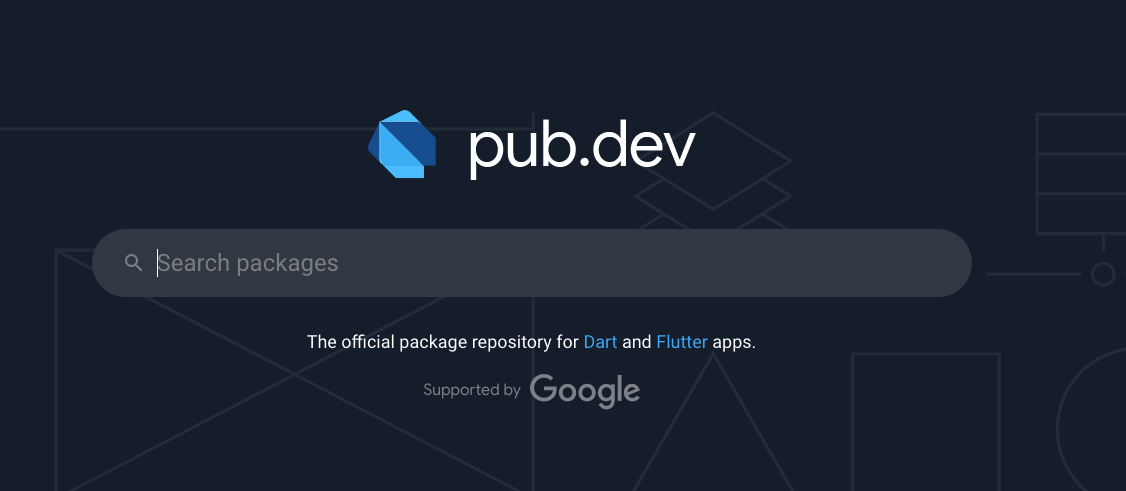 pub.dev
Search packages
The official package repository for Dart and Flutter apps.
Supported by Google